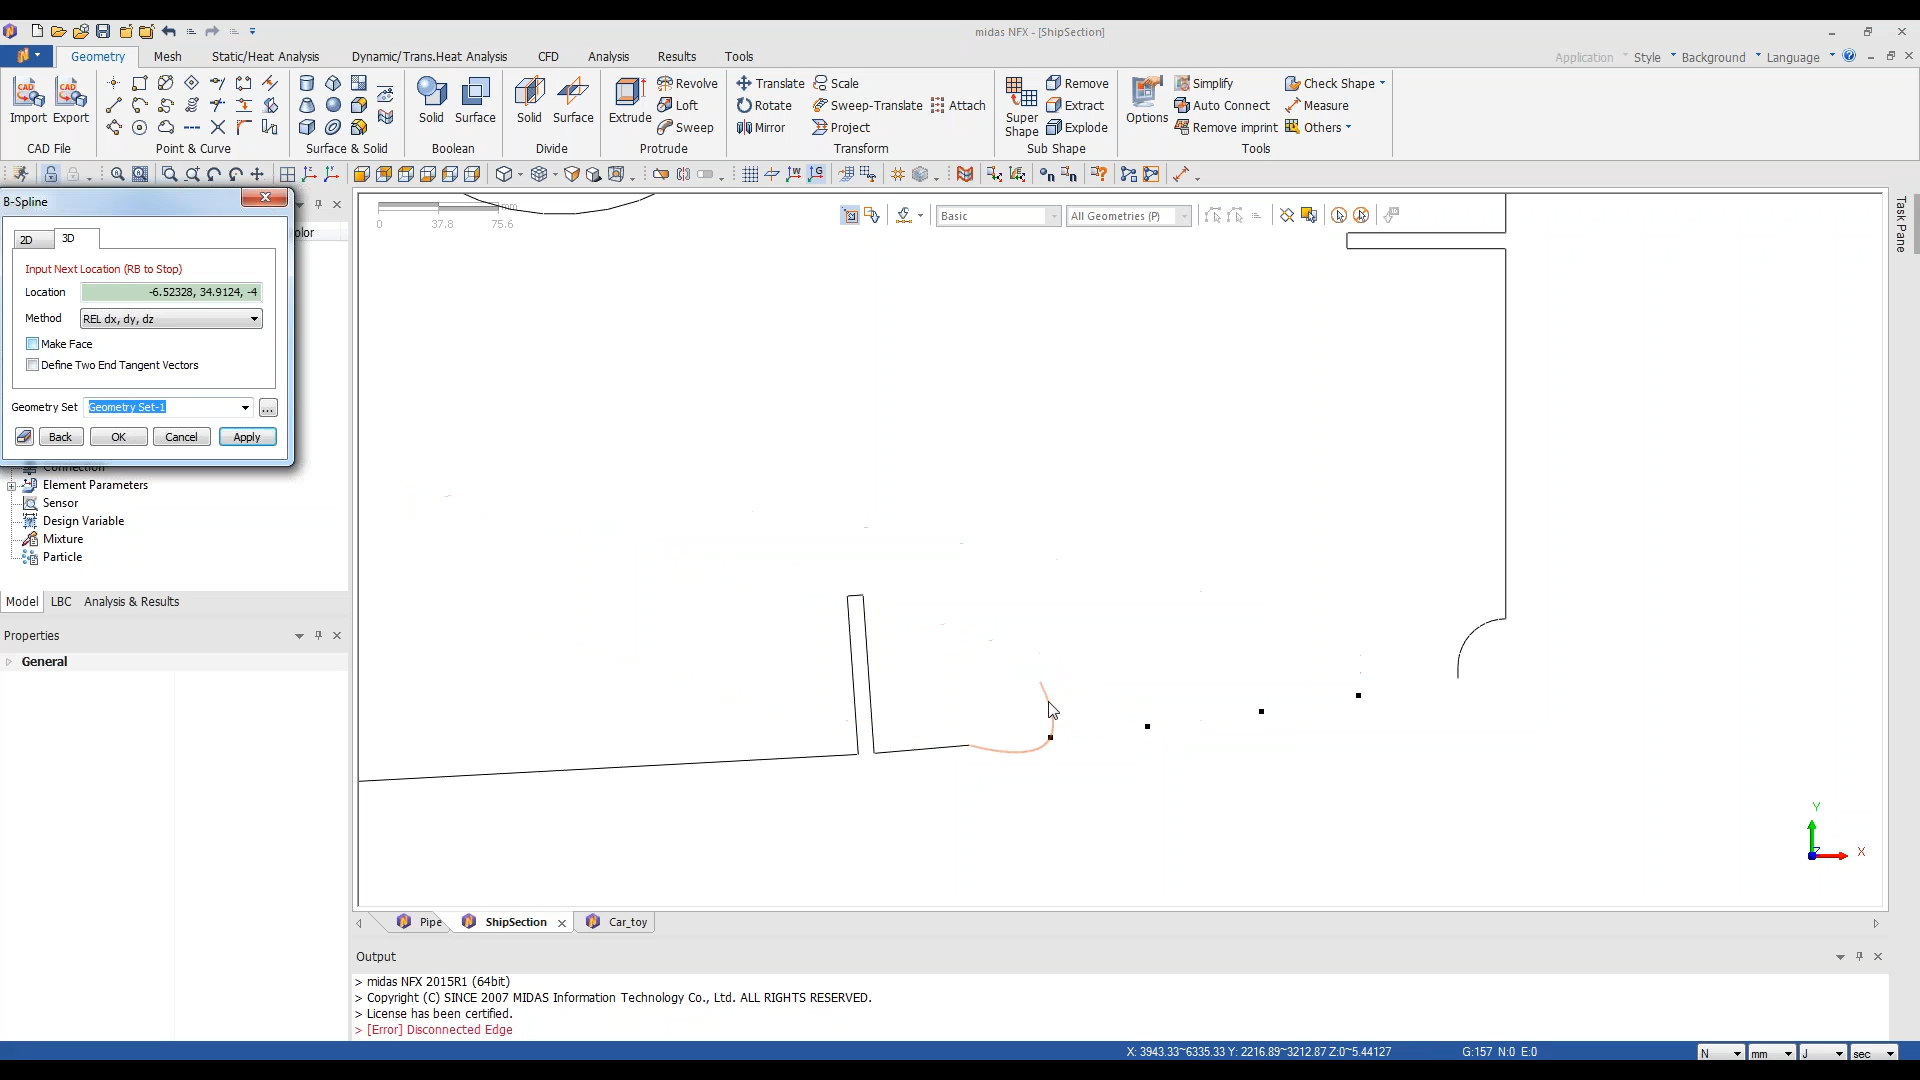 midas NFX - [ShipSection]
Geometry Mesh Static/Heat Analysis Dynamic/Trans.Heat Analysis CFD Analysis Results Tools
Application Style Background Language
CAD CAD
Import Export
CAD File
Point & Curve
Surface & Solid
Solid Surface
Boolean
Solid Surface
Divide
Extrude Revolve
Loft
Sweep
Protrude
Translate Scale
Rotate Sweep-Translate Attach
Mirror Project
Transform
Super Shape
Remove
Extract
Explode
Sub Shape
Options
Simplify Check Shape
Auto Connect Measure
Remove imprint Others
Tools
B-Spline
2D 3D
Input Next Location (RB to Stop)
Location -6.52328, 34.9124, -4
Method REL dx, dy, dz
Make Face
Define Two End Tangent Vectors
Geometry Set Geometry Set-1 ...
Back OK Cancel Apply
olor
Connection
Element Parameters
Sensor
Design Variable
Mixture
Particle
Model LBC Analysis & Results
Properties
General
mm
0 37.8 75.6
Basic All Geometries (P)
Task Pane
Y
Z
X
Pipe ShipSection Car_toy
Output
> midas NFX 2015R1 (64bit)
> Copyright (C) SINCE 2007 MIDAS Information Technology Co., Ltd. ALL RIGHTS RESERVED.
> License has been certified.
> [Error] Disconnected Edge
X: 3943.33~6335.33 Y: 2216.89~3212.87 Z:0~5.44127 G:157 N:0 E:0 N mm J sec